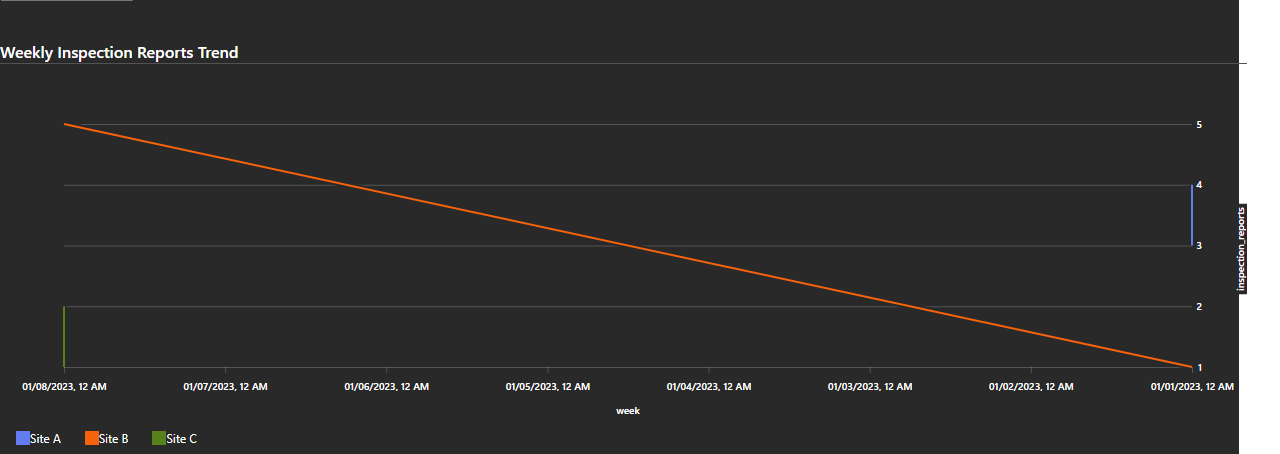 Weekly Inspection Reports Trend
5
4
3
2
1
inspection_reports
01/08/2023, 12 AM 01/07/2023, 12 AM 01/06/2023, 12 AM 01/05/2023, 12 AM 01/04/2023, 12 AM 01/03/2023, 12 AM 01/02/2023, 12 AM 01/01/2023, 12 AM
week
Site A Site B Site C